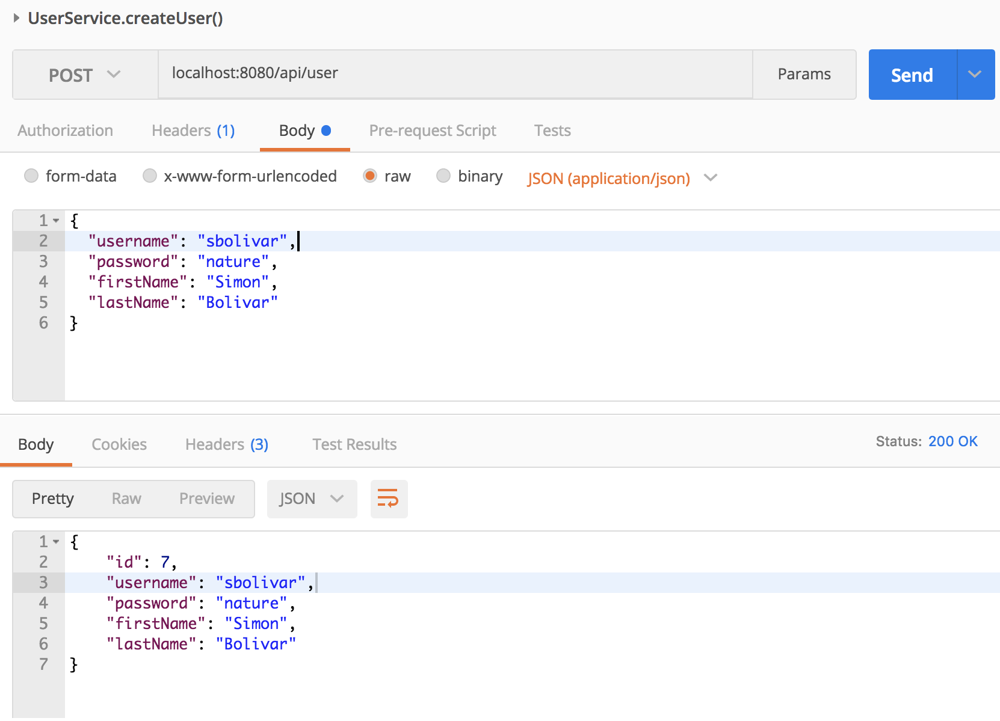 UserService.createUser()
POST localhost:8080/api/user Params Send
Authorization Headers (1) Body Pre-request Script Tests
form-data x-www-form-urlencoded raw binary JSON (application/json)
1 {
2 "username": "sbolivar",
3 "password": "nature",
4 "firstName": "Simon",
5 "lastName": "Bolivar"
6 }
Body Cookies Headers (3) Test Results Status: 200 OK
Pretty Raw Preview JSON
1 {
2 "id": 7,
3 "username": "sbolivar",
4 "password": "nature",
5 "firstName": "Simon",
6 "lastName": "Bolivar"
7 }